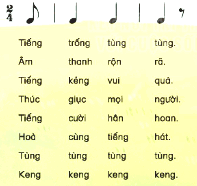 2
4
Tiếng trống tùng tùng.
Âm thanh rộn rã.
Tiếng kẻng vui quá.
Thúc giục mọi người.
Tiếng cười hân hoan.
Hoà cùng tiếng hát.
Tùng tùng tùng tùng.
Keng keng keng keng.